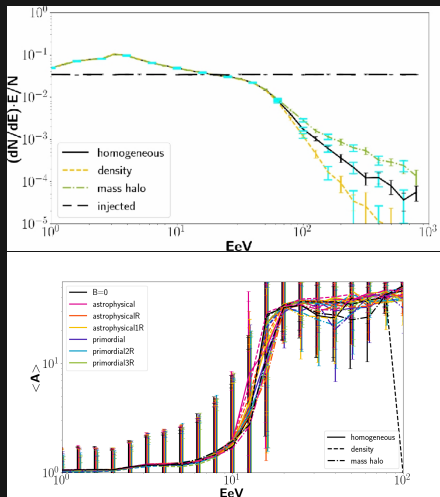 10⁰
10⁻¹
10⁻²
10⁻³
10⁻⁴
10⁻⁵
(dN/dE)·E/N
homogeneous
density
mass halo
injected
10⁰ 10¹ 10² 10³
EeV
B=0
astrophysical
astrophysicalR
astrophysical1R
primordial
primordial2R
primordial3R
10¹
10⁰
<A>
homogeneous
density
mass halo
10⁰ 10¹ 10²
EeV